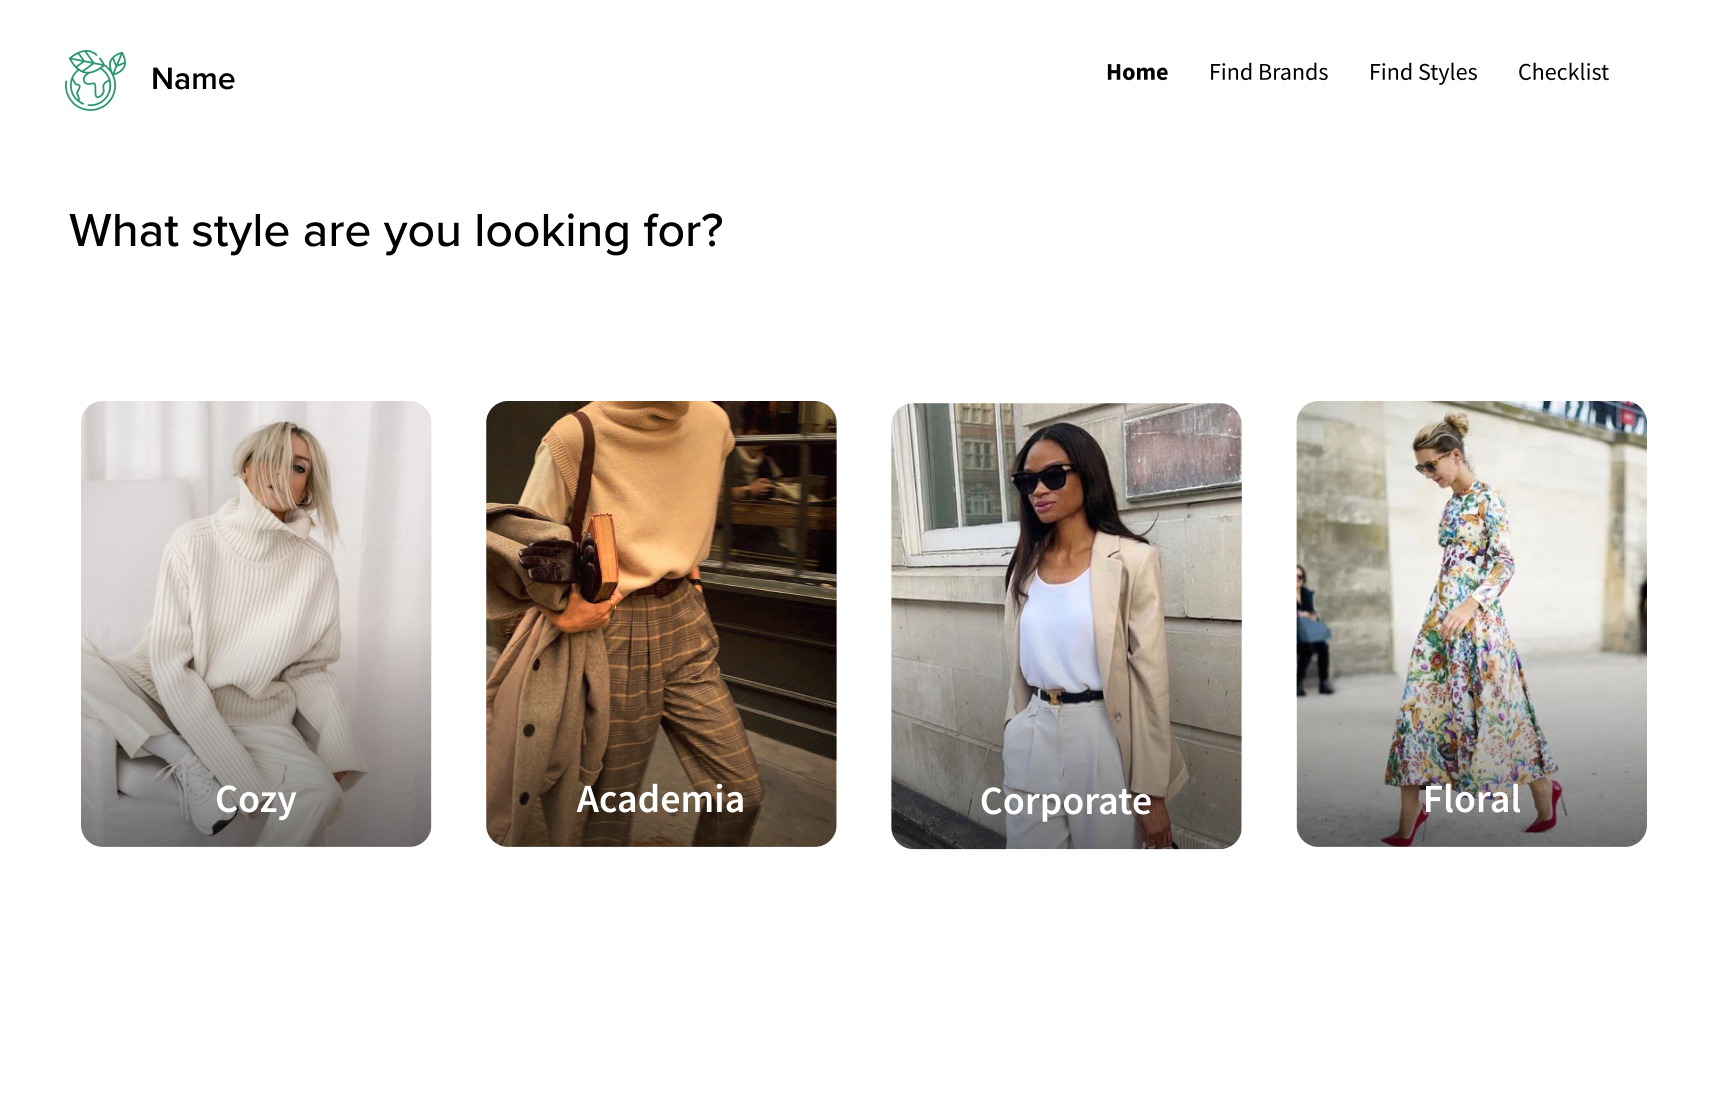 Name
Home Find Brands Find Styles Checklist
What style are you looking for?
Cozy
Academia
Corporate
Floral